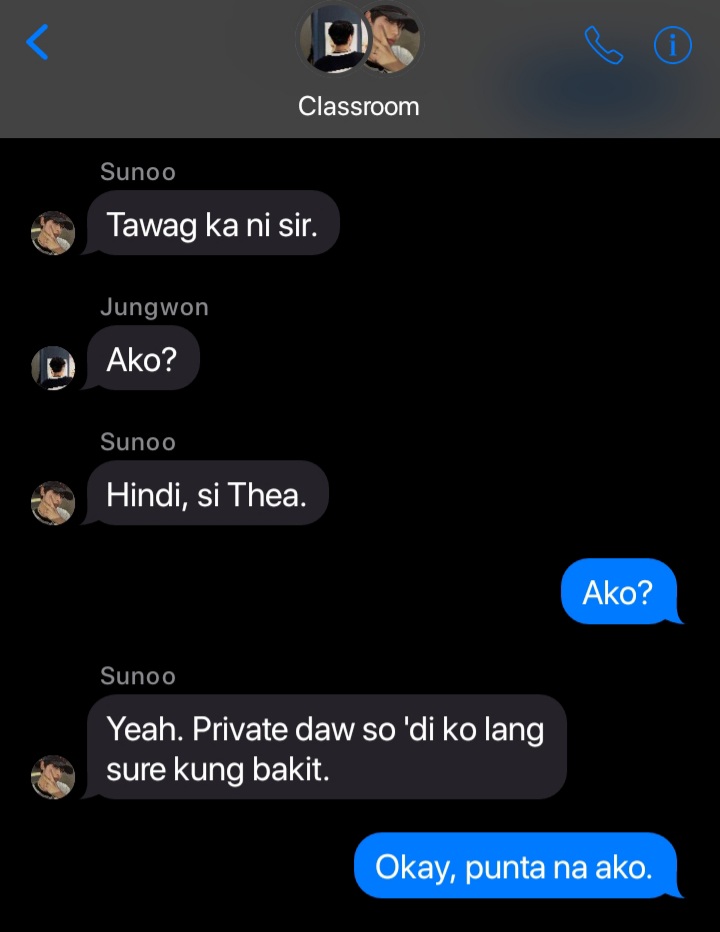 Classroom
Sunoo
Tawag ka ni sir.
Jungwon
Ako?
Sunoo
Hindi, si Thea.
Ako?
Sunoo
Yeah. Private daw so 'di ko lang
sure kung bakit.
Okay, punta na ako.